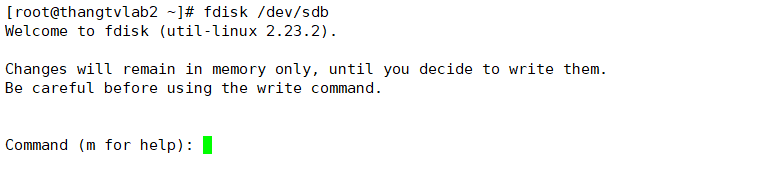 [root@thangtvlab2 ~]# fdisk /dev/sdb
Welcome to fdisk (util-linux 2.23.2).
Changes will remain in memory only, until you decide to write them.
Be careful before using the write command.
Command (m for help):